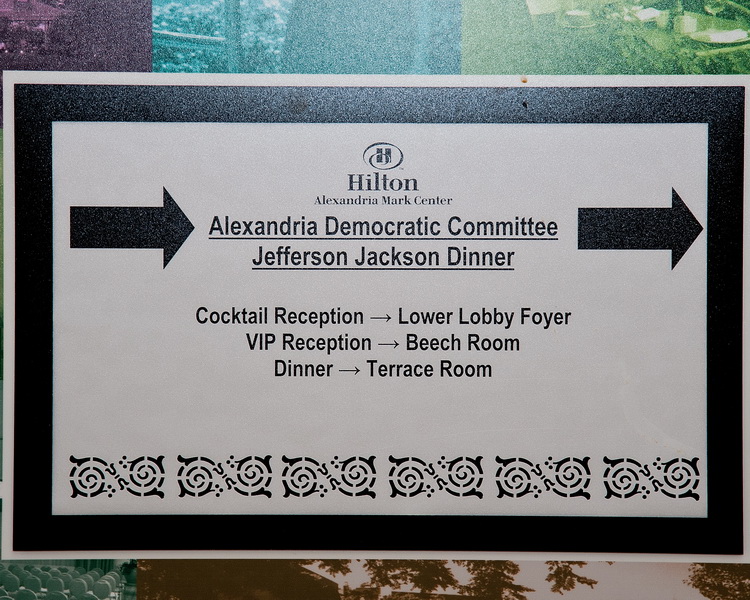 Hilton
Alexandria Mark Center
Alexandria Democratic Committee
Jefferson Jackson Dinner
Cocktail Reception → Lower Lobby Foyer
VIP Reception → Beech Room
Dinner → Terrace Room